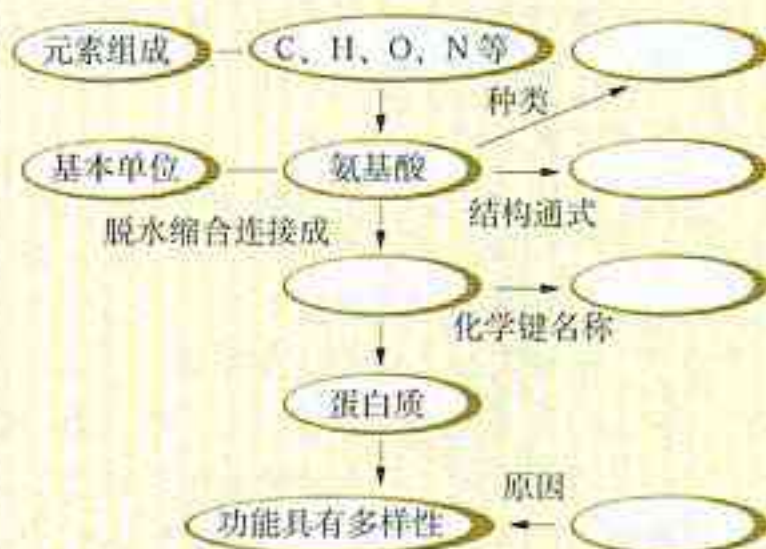 元素组成
C、H、O、N 等
种类
基本单位
氨基酸
结构通式
脱水缩合连接成
化学键名称
蛋白质
原因
功能具有多样性